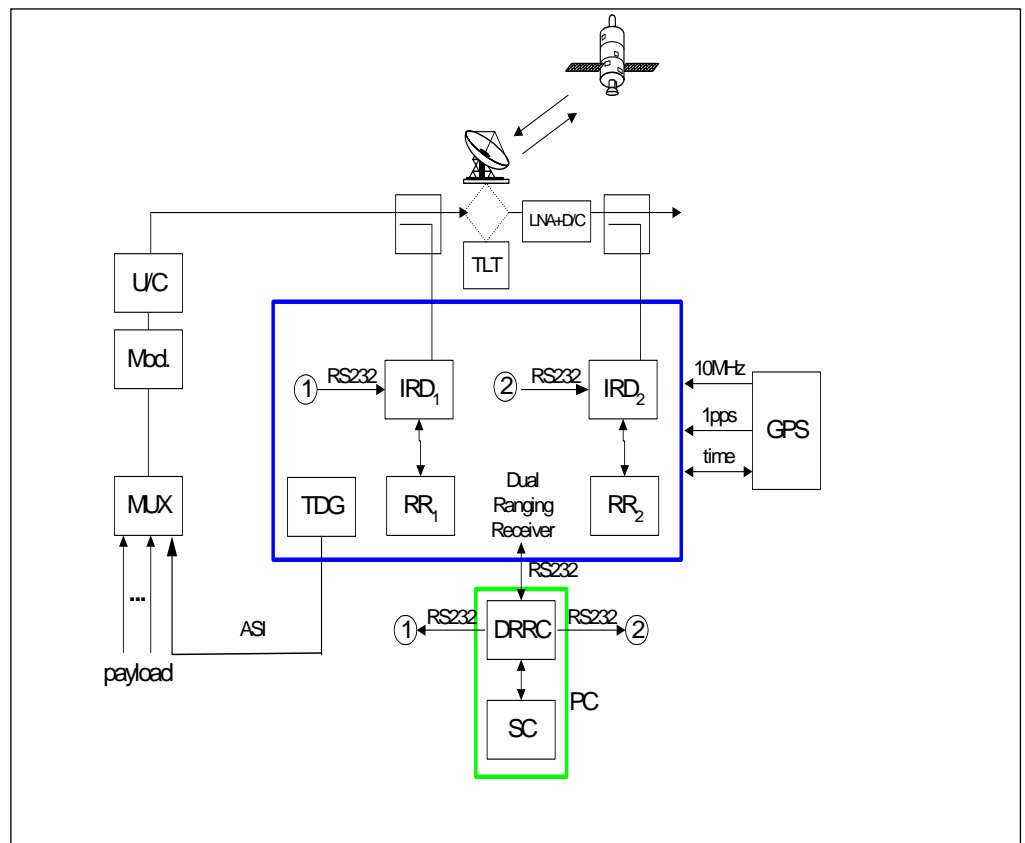 LNA+D/C
TLT
U/C
Mod.
MUX
10MHz
1pps
time
GPS
1
RS232
IRD1
2
RS232
IRD2
TDG
RR1
Dual
Ranging
Receiver
RR2
RS232
...
ASI
payload
1
RS232
DRRC
RS232
2
PC
SC